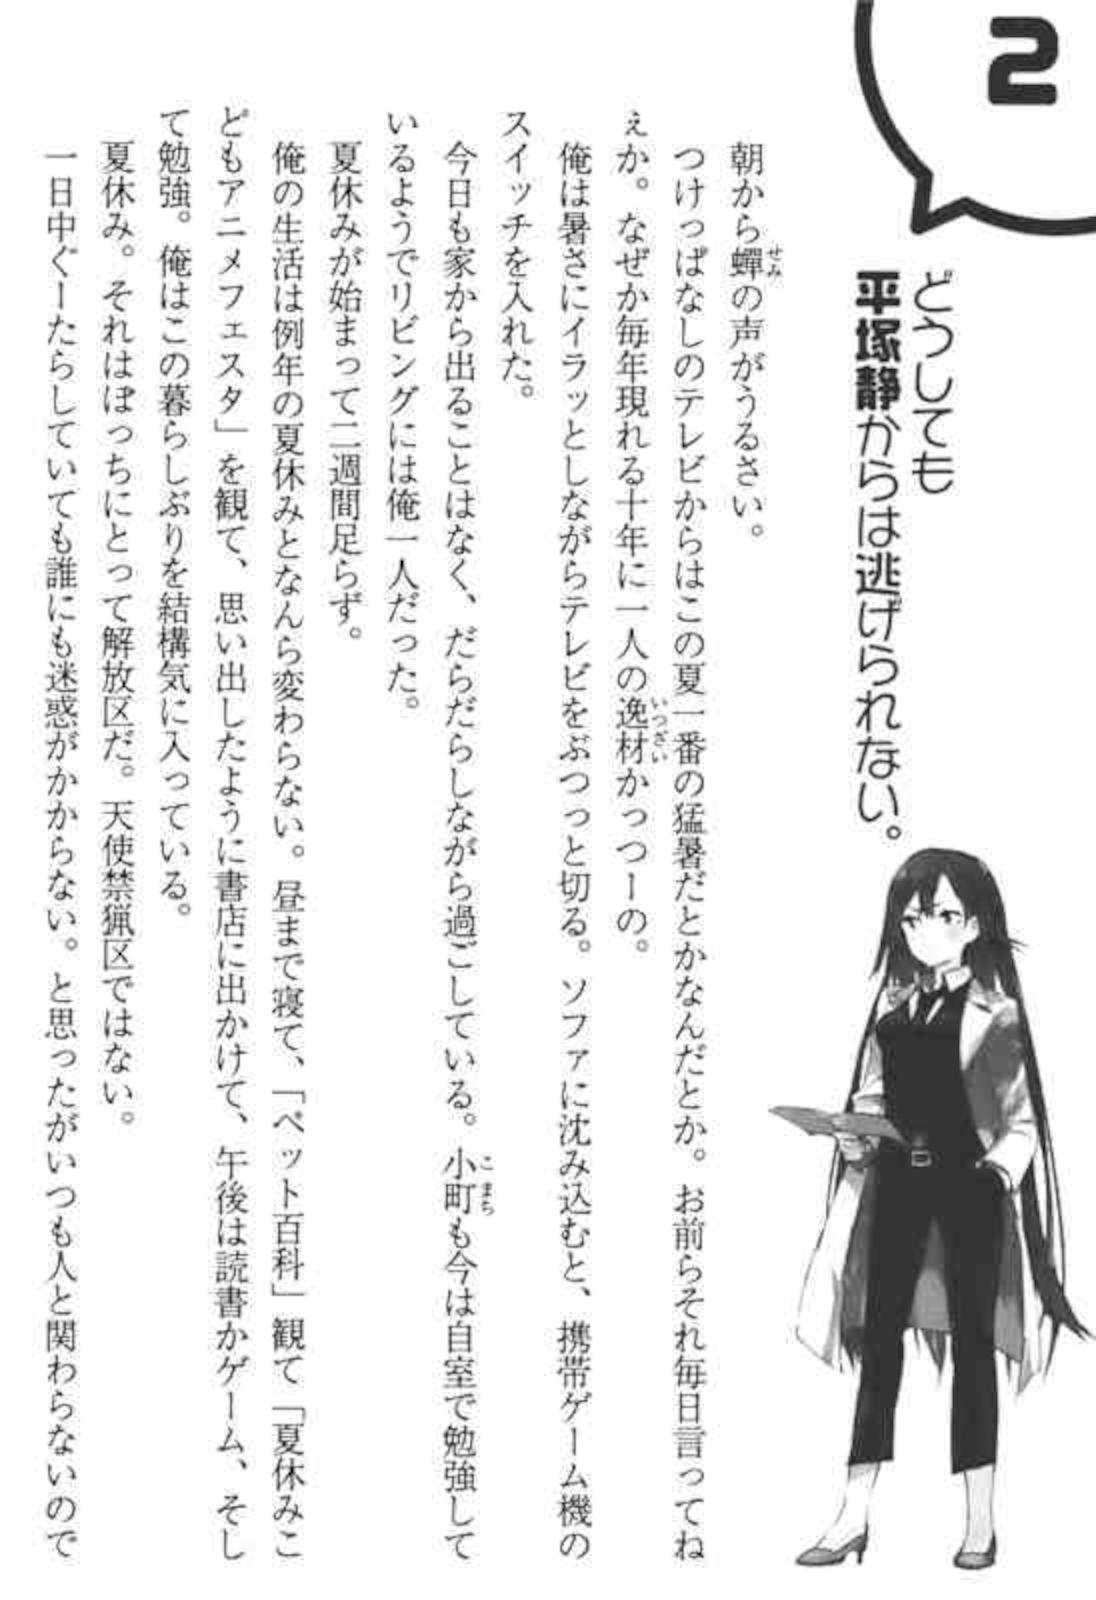 2
どうしても
平塚静からは逃げられない。
朝から蟬の声がうるさい。
せみ
つけっぱなしのテレビからはこの夏一番の猛暑だとかなんだとか。お前らそれ毎日言ってね
ぇか。なぜか毎年現れる十年に一人の逸材かっつーの。
いつざい
俺は暑さにイラッとしながらテレビをぶつっと切る。ソファに沈み込むと、携帯ゲーム機の
スイッチを入れた。
今日も家から出ることはなく、だらだらしながら過ごしている。小町も今は自室で勉強して
こまち
いるようでリビングには俺一人だった。
夏休みが始まって二週間足らず。
俺の生活は例年の夏休みとなんら変わらない。昼まで寝て、「ペット百科」観て「夏休みこ
どもアニメフェスタ」を観て、思い出したように書店に出かけて、午後は読書かゲーム、そし
て勉強。俺はこの暮らしぶりを結構気に入っている。
夏休み。それはぼっちにとって解放区だ。天使禁猟区ではない。
一日中ぐーたらしていても誰にも迷惑がかからない。と思ったがいつも人と関わらないので